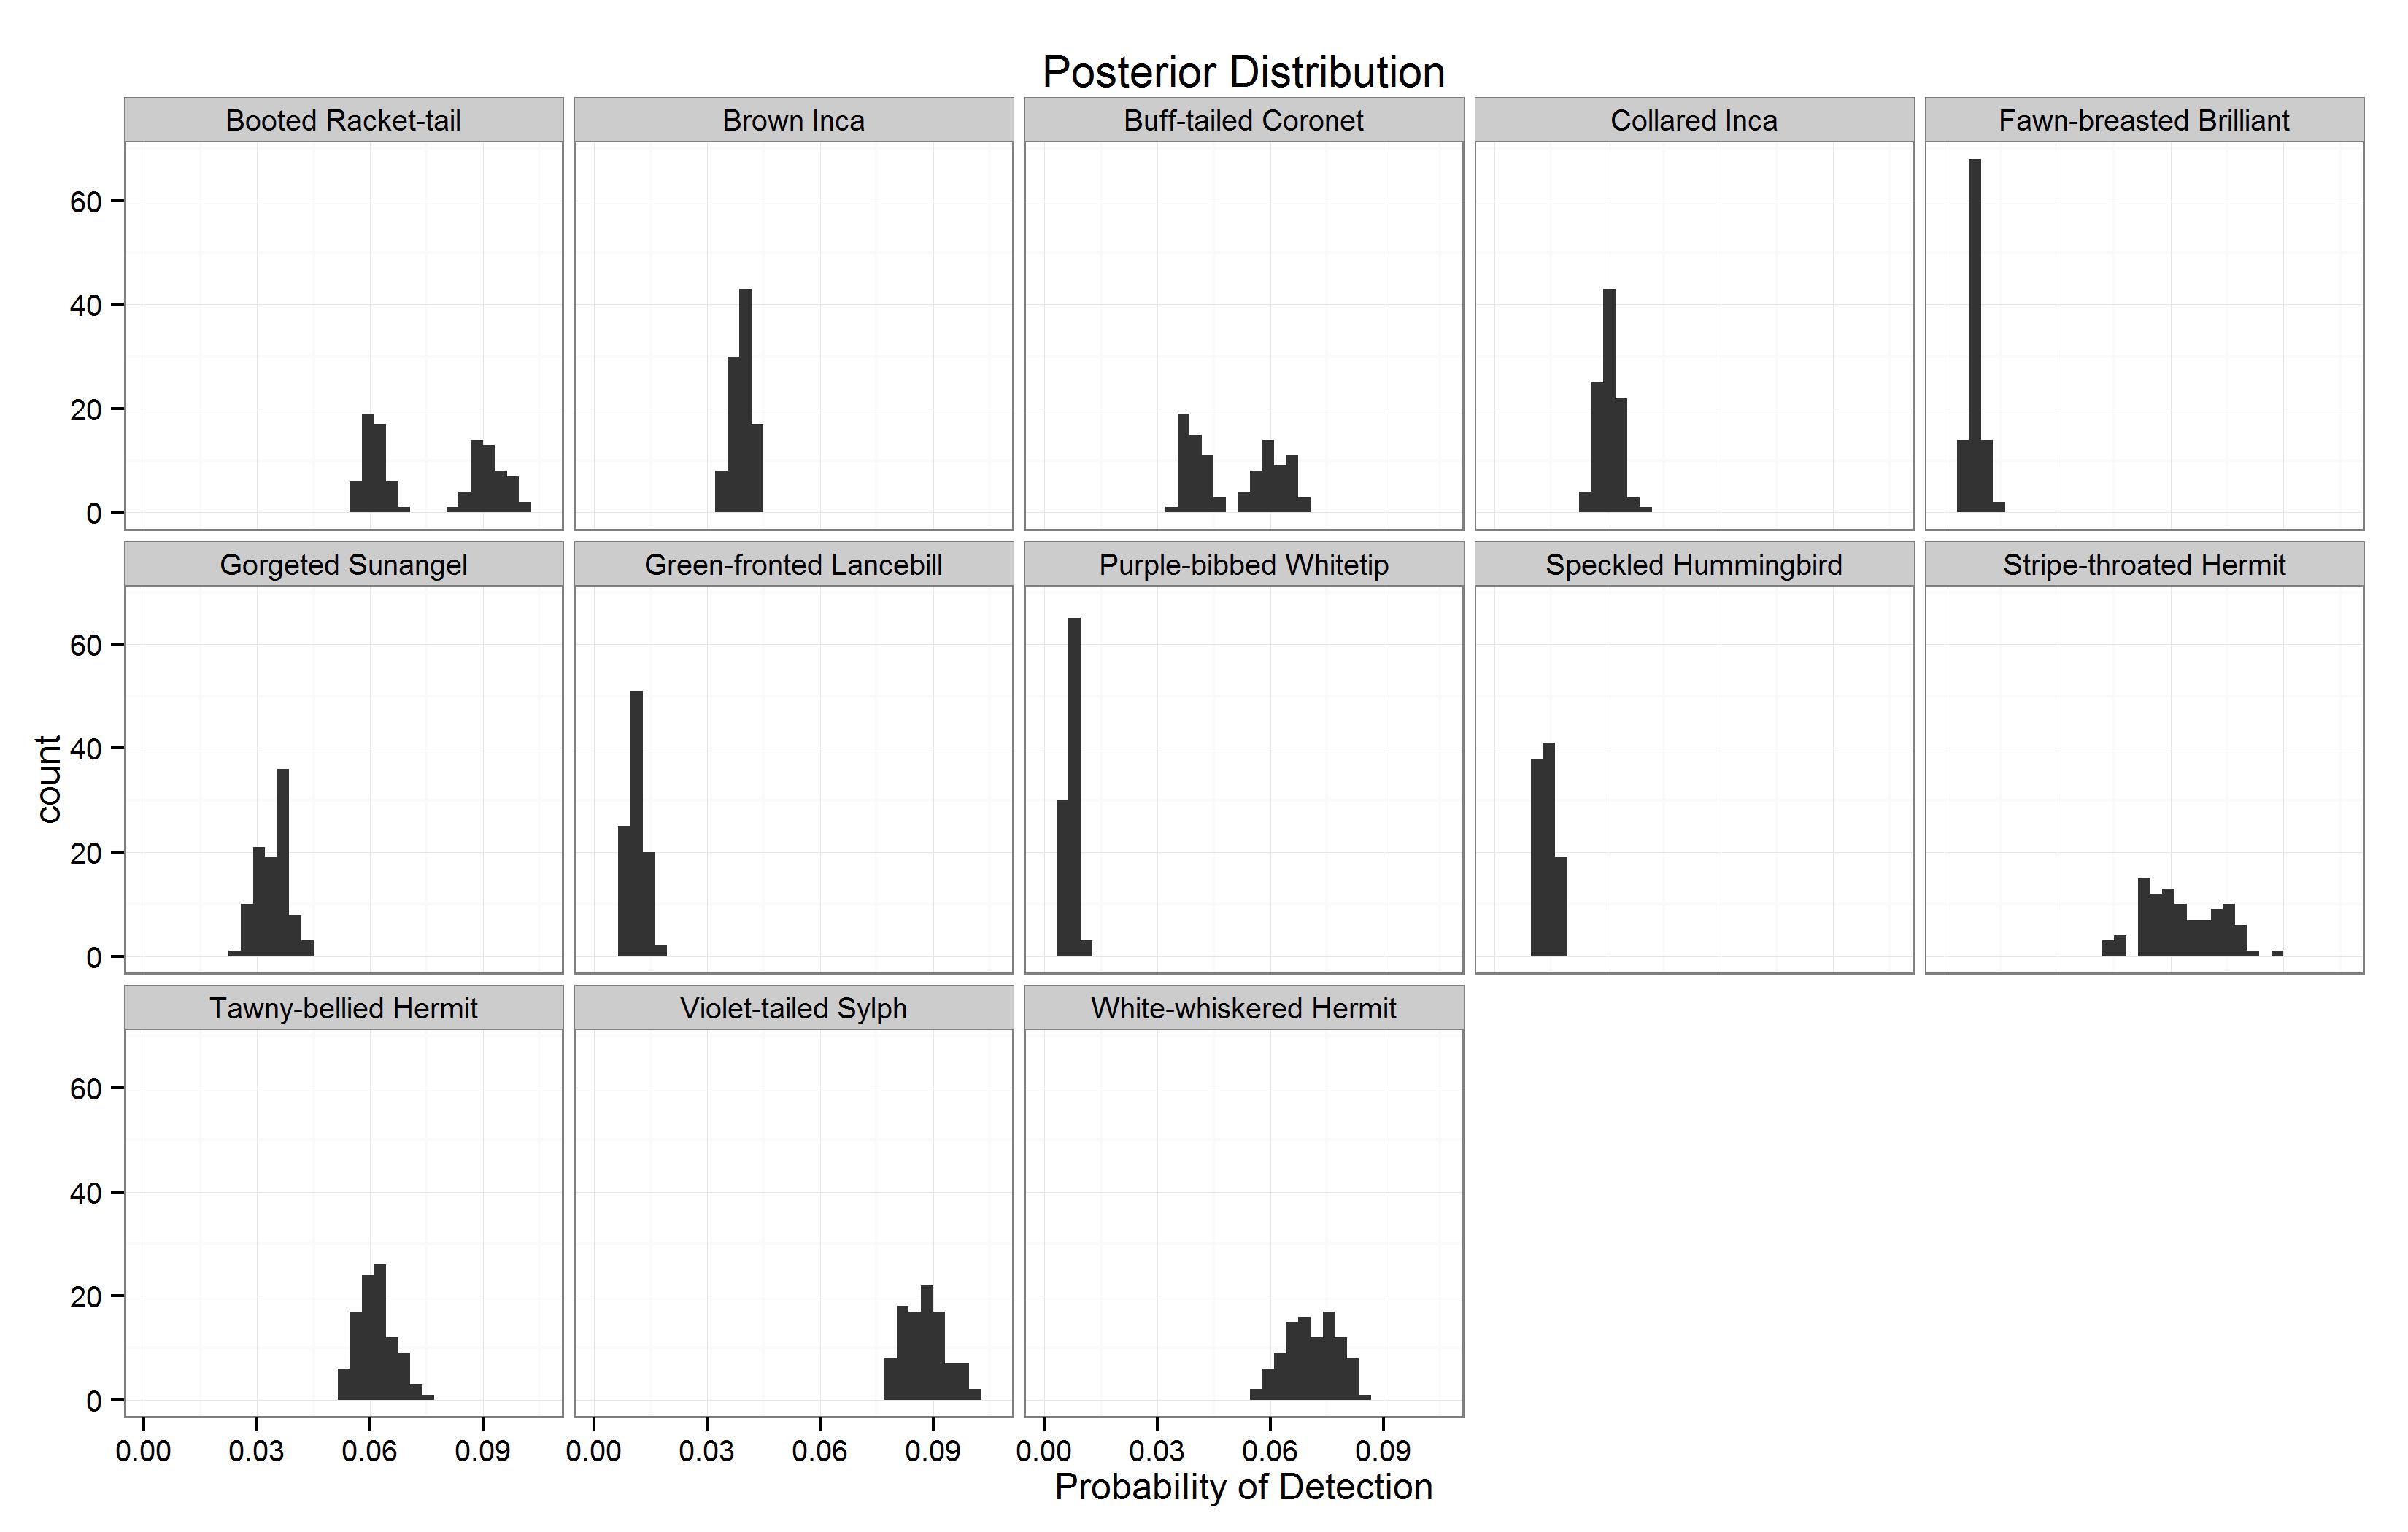 Posterior Distribution
Booted Racket-tail Brown Inca Buff-tailed Coronet Collared Inca Fawn-breasted Brilliant
60
40
20
0
Gorgeted Sunangel Green-fronted Lancebill Purple-bibbed Whitetip Speckled Hummingbird Stripe-throated Hermit
60
40
20
0
count
Tawny-bellied Hermit Violet-tailed Sylph White-whiskered Hermit
60
40
20
0
0.00 0.03 0.06 0.09 0.00 0.03 0.06 0.09 0.00 0.03 0.06 0.09
Probability of Detection